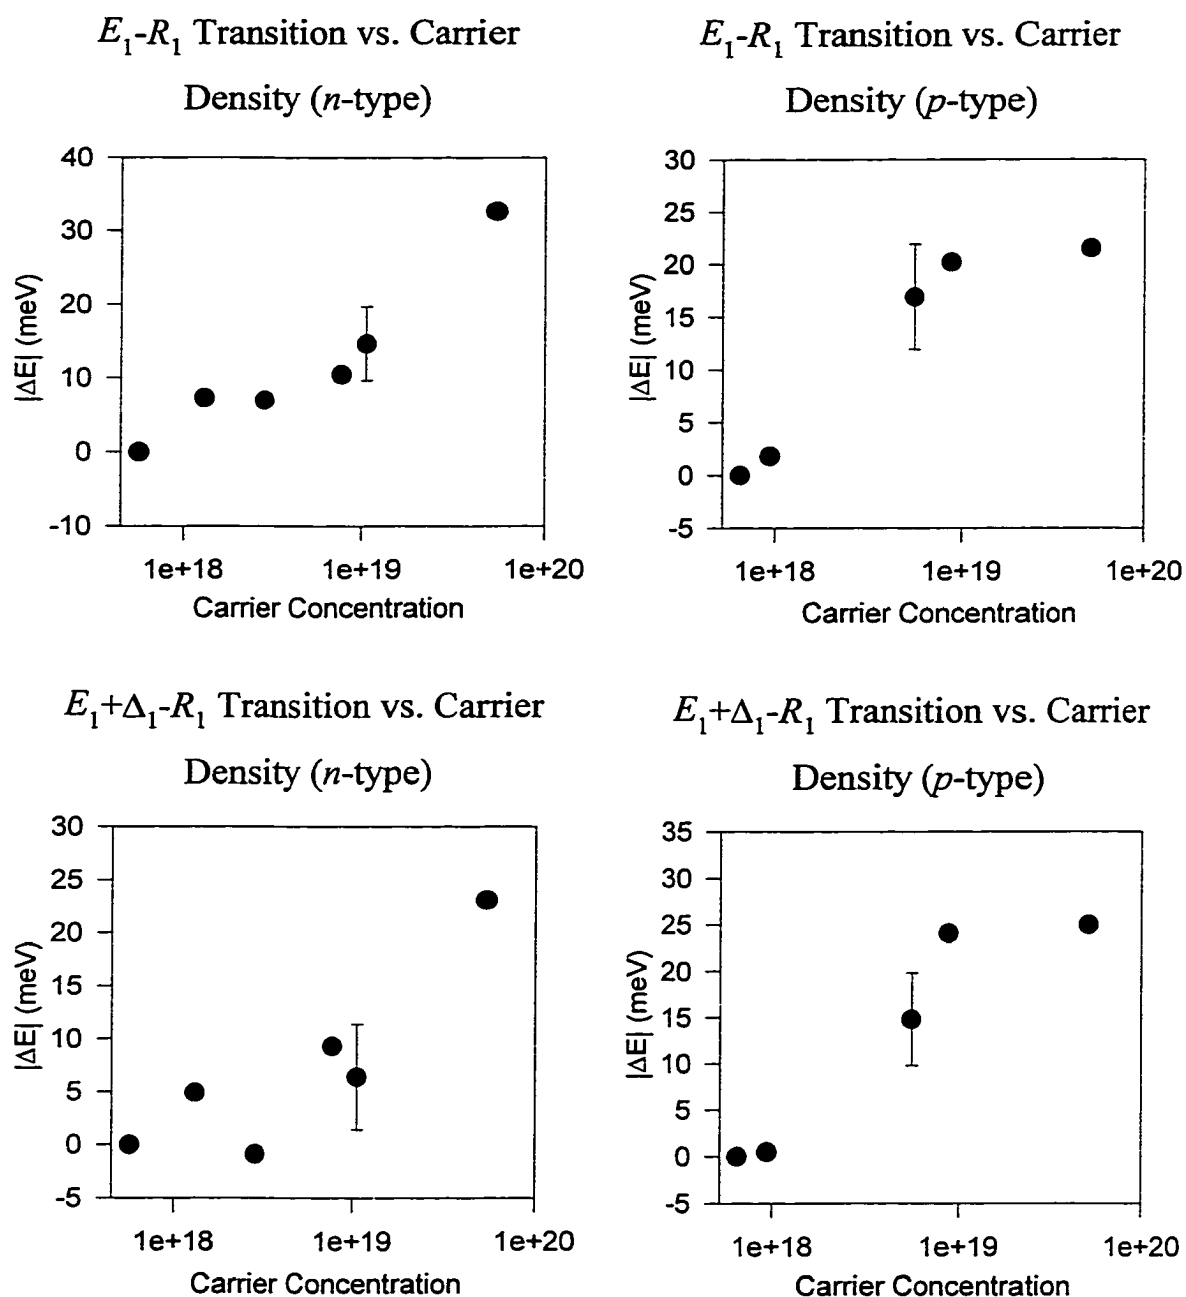 E1-R1 Transition vs. Carrier
Density (n-type)
40
30
20
10
0
-10
|ΔE| (meV)
1e+18 1e+19 1e+20
Carrier Concentration
E1-R1 Transition vs. Carrier
Density (p-type)
30
25
20
15
10
5
0
-5
|ΔE| (meV)
1e+18 1e+19 1e+20
Carrier Concentration
E1+Δ1-R1 Transition vs. Carrier
Density (n-type)
30
25
20
15
10
5
0
-5
|ΔE| (meV)
1e+18 1e+19 1e+20
Carrier Concentration
E1+Δ1-R1 Transition vs. Carrier
Density (p-type)
35
30
25
20
15
10
5
0
-5
|ΔE| (meV)
1e+18 1e+19 1e+20
Carrier Concentration